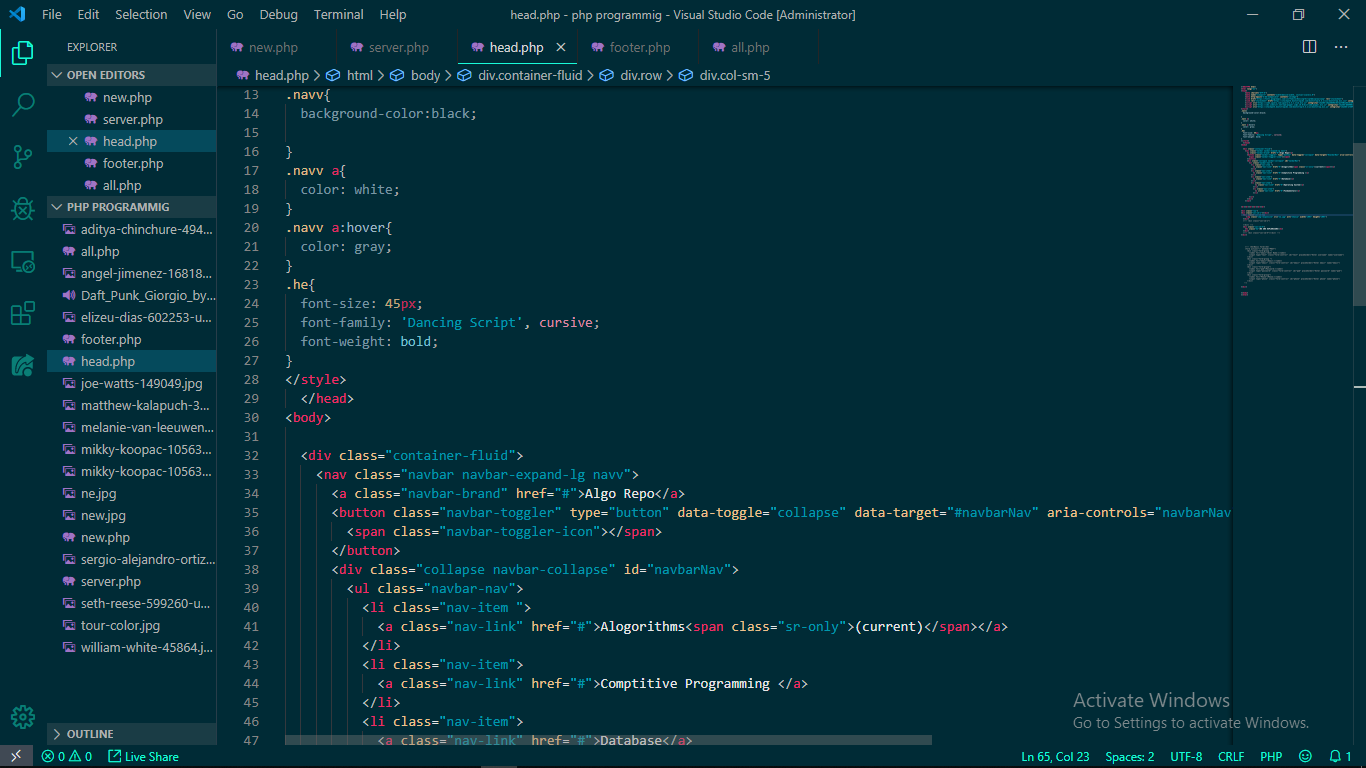 File Edit Selection View Go Debug Terminal Help head.php - php programmig - Visual Studio Code [Administrator]
EXPLORER
OPEN EDITORS
new.php
server.php
head.php
footer.php
all.php
PHP PROGRAMMIG
aditya-chinchure-494...
all.php
angel-jimenez-16818...
Daft_Punk_Giorgio_by...
elizeu-dias-602253-u...
footer.php
head.php
joe-watts-149049.jpg
matthew-kalapuch-3...
melanie-van-leeuwen...
mikky-koopac-10563...
mikky-koopac-10563...
ne.jpg
new.jpg
new.php
sergio-alejandro-ortiz...
server.php
seth-reese-599260-u...
tour-color.jpg
william-white-45864.j...
OUTLINE
new.php server.php head.php footer.php all.php
head.php > html > body > div.container-fluid > div.row > div.col-sm-5
13 .navv{
14 background-color:black;
15
16 }
17 .navv a{
18 color: white;
19 }
20 .navv a:hover{
21 color: gray;
22 }
23 .he{
24 font-size: 45px;
25 font-family: 'Dancing Script', cursive;
26 font-weight: bold;
27 }
28 </style>
29 </head>
30 <body>
31
32 <div class="container-fluid">
33 <nav class="navbar navbar-expand-lg navv">
34 <a class="navbar-brand" href="#">Algo Repo</a>
35 <button class="navbar-toggler" type="button" data-toggle="collapse" data-target="#navbarNav" aria-controls="navbarNav
36 <span class="navbar-toggler-icon"></span>
37 </button>
38 <div class="collapse navbar-collapse" id="navbarNav">
39 <ul class="navbar-nav">
40 <li class="nav-item ">
41 <a class="nav-link" href="#">Alogorithms<span class="sr-only">(current)</span></a>
42 </li>
43 <li class="nav-item">
44 <a class="nav-link" href="#">Comptitive Programming </a>
45 </li>
46 <li class="nav-item">
47 <a class="nav-link" href="#">Database</a>
Activate Windows
Go to Settings to activate Windows.
0 0 Live Share Ln 65, Col 23 Spaces: 2 UTF-8 CRLF PHP 1